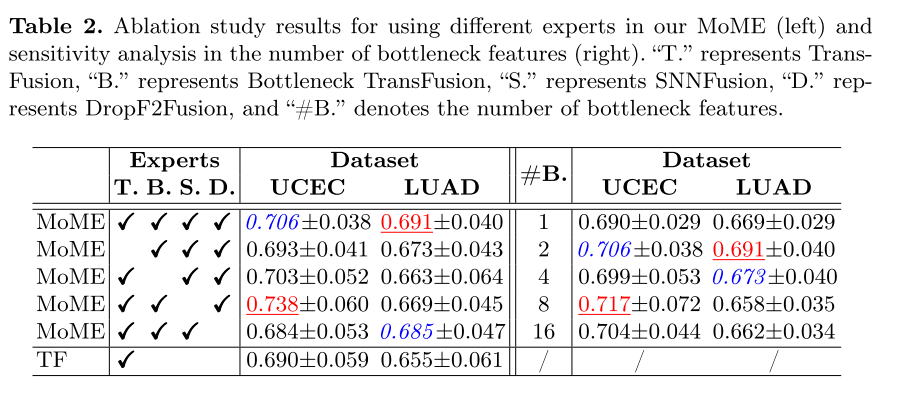 Table 2. Ablation study results for using different experts in our MoME (left) and
sensitivity analysis in the number of bottleneck features (right). “T.” represents Trans-
Fusion, “B.” represents Bottleneck TransFusion, “S.” represents SNNFusion, “D.” rep-
resents DropF2Fusion, and “#B.” denotes the number of bottleneck features.
Experts Dataset #B. Dataset
T. B. S. D. UCEC LUAD UCEC LUAD
MoME ✓ ✓ ✓ ✓ 0.706±0.038 0.691±0.040 1 0.690±0.029 0.669±0.029
MoME ✓ ✓ ✓ 0.693±0.041 0.673±0.043 2 0.706±0.038 0.691±0.040
MoME ✓ ✓ ✓ 0.703±0.052 0.663±0.064 4 0.699±0.053 0.673±0.040
MoME ✓ ✓ ✓ 0.738±0.060 0.669±0.045 8 0.717±0.072 0.658±0.035
MoME ✓ ✓ ✓ 0.684±0.053 0.685±0.047 16 0.704±0.044 0.662±0.034
TF ✓ 0.690±0.059 0.655±0.061 / / /